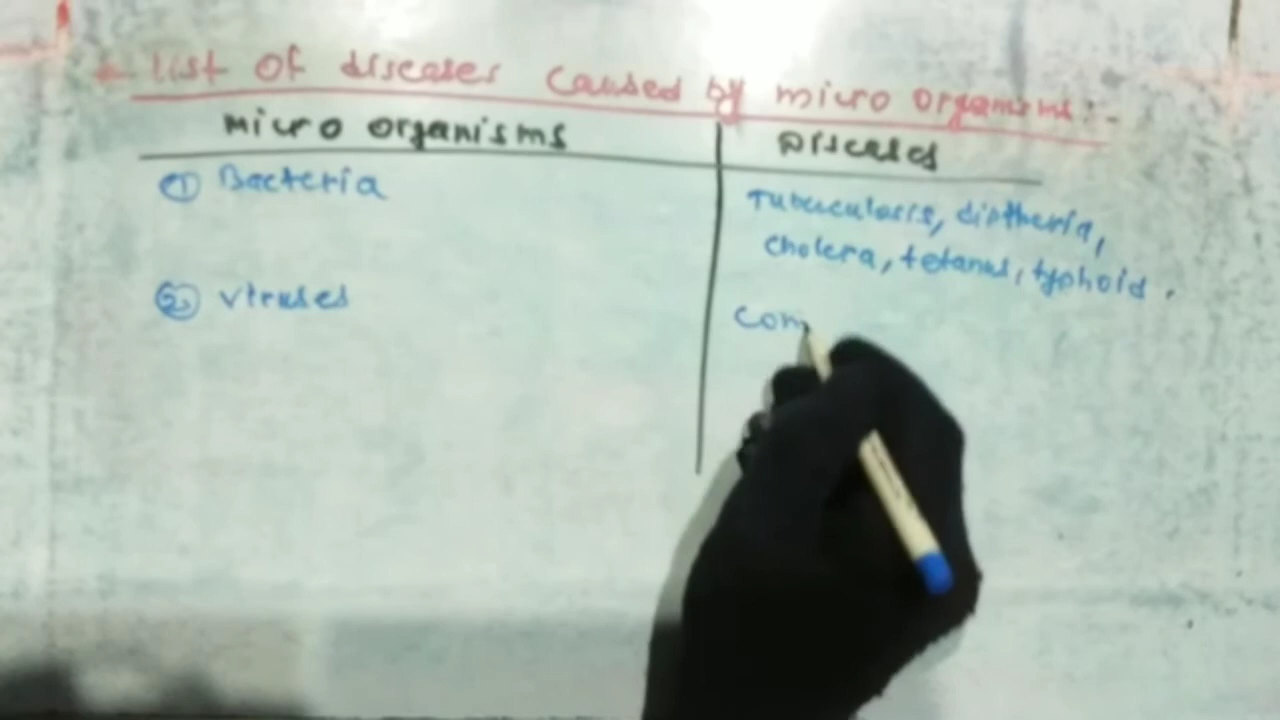 List of diseases caused by micro organisms:-
Micro organisms
Diseases
① Bacteria
Tuberculosis, diptheria,
cholera, tetanus, typhoid.
② Viruses
Com